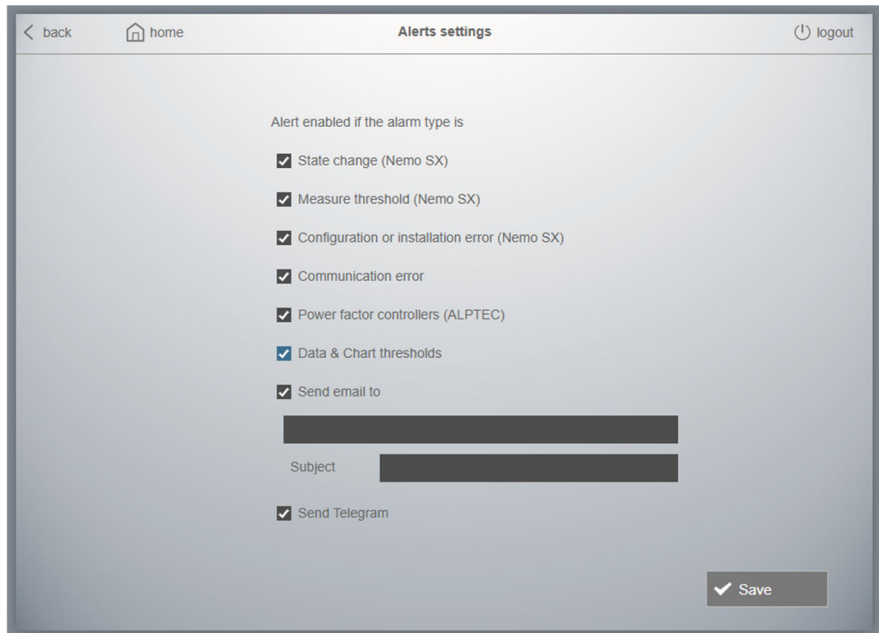 back
home
Alerts settings
logout
Alert enabled if the alarm type is
State change (Nemo SX)
Measure threshold (Nemo SX)
Configuration or installation error (Nemo SX)
Communication error
Power factor controllers (ALPTEC)
Data & Chart thresholds
Send email to
Subject
Send Telegram
Save